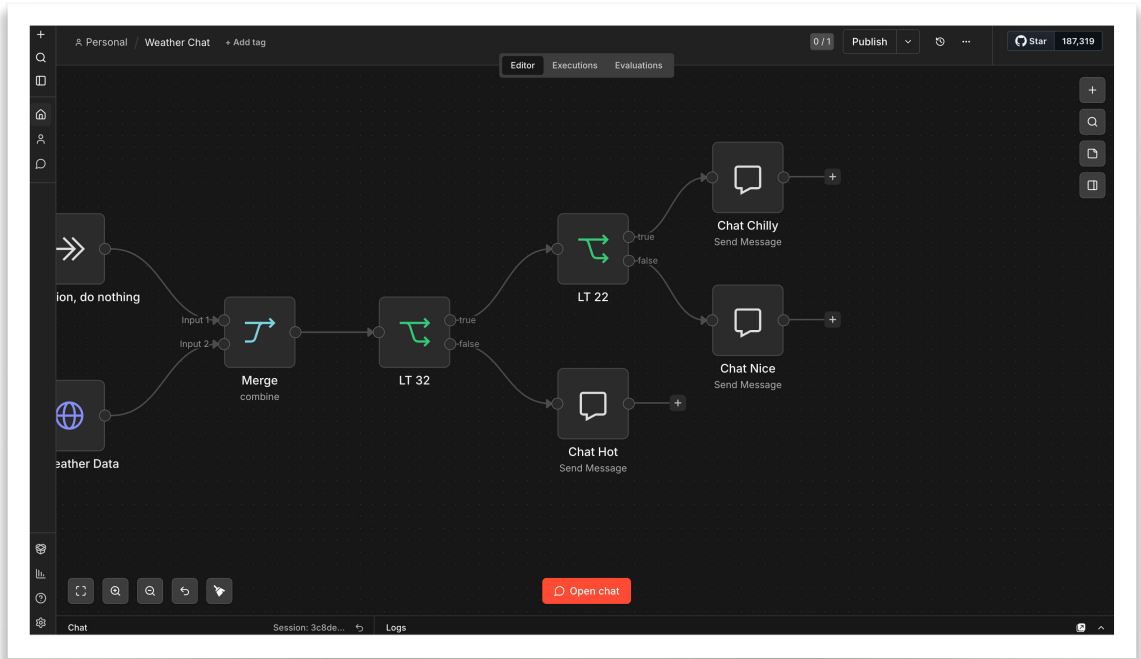 Personal / Weather Chat + Add tag
0 / 1
Publish
Star 187,319
Editor Executions Evaluations
Chat Chilly
Send Message
true
false
LT 22
ion, do nothing
Input 1
Input 2
true
false
Chat Nice
Send Message
Merge
combine
LT 32
Chat Hot
Send Message
eather Data
Open chat
Chat Session: 3c8de... Logs